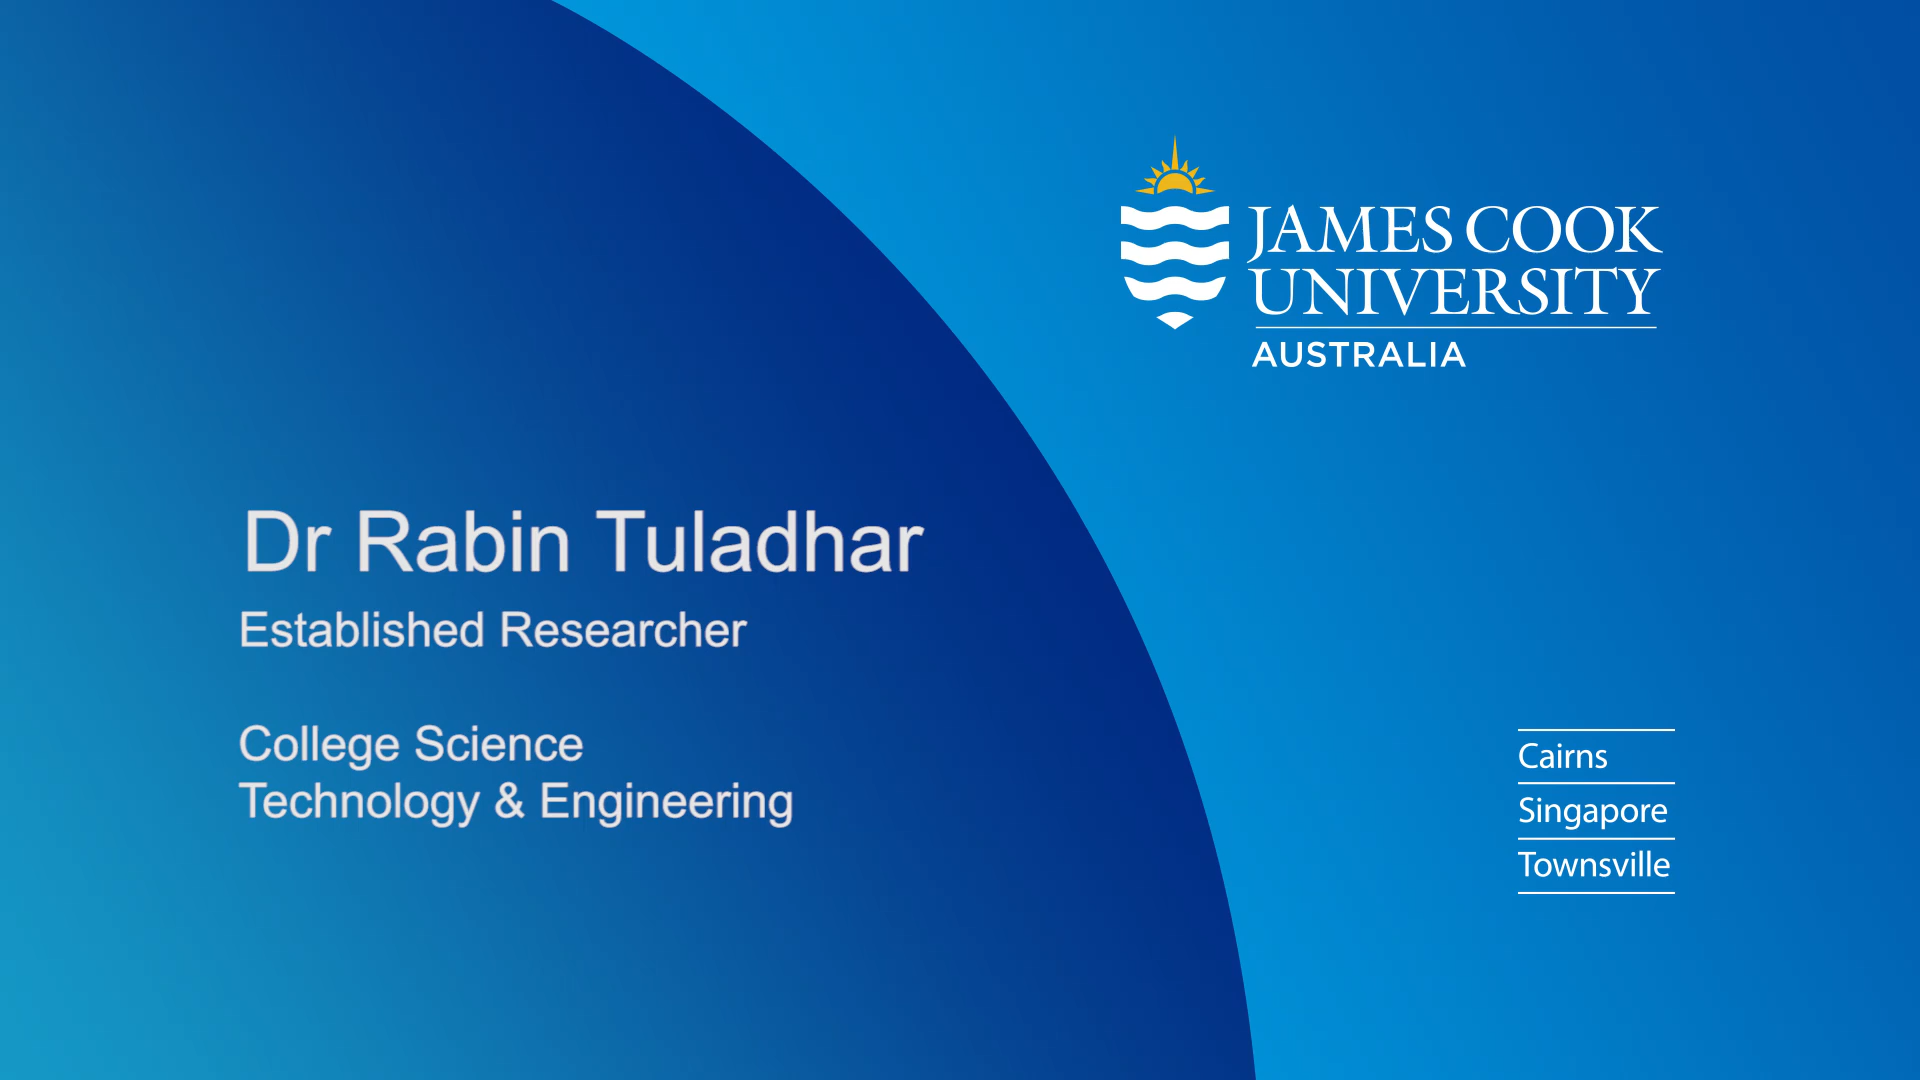 JAMES COOK
UNIVERSITY
AUSTRALIA
Dr Rabin Tuladhar
Established Researcher
College Science
Technology & Engineering
Cairns
Singapore
Townsville